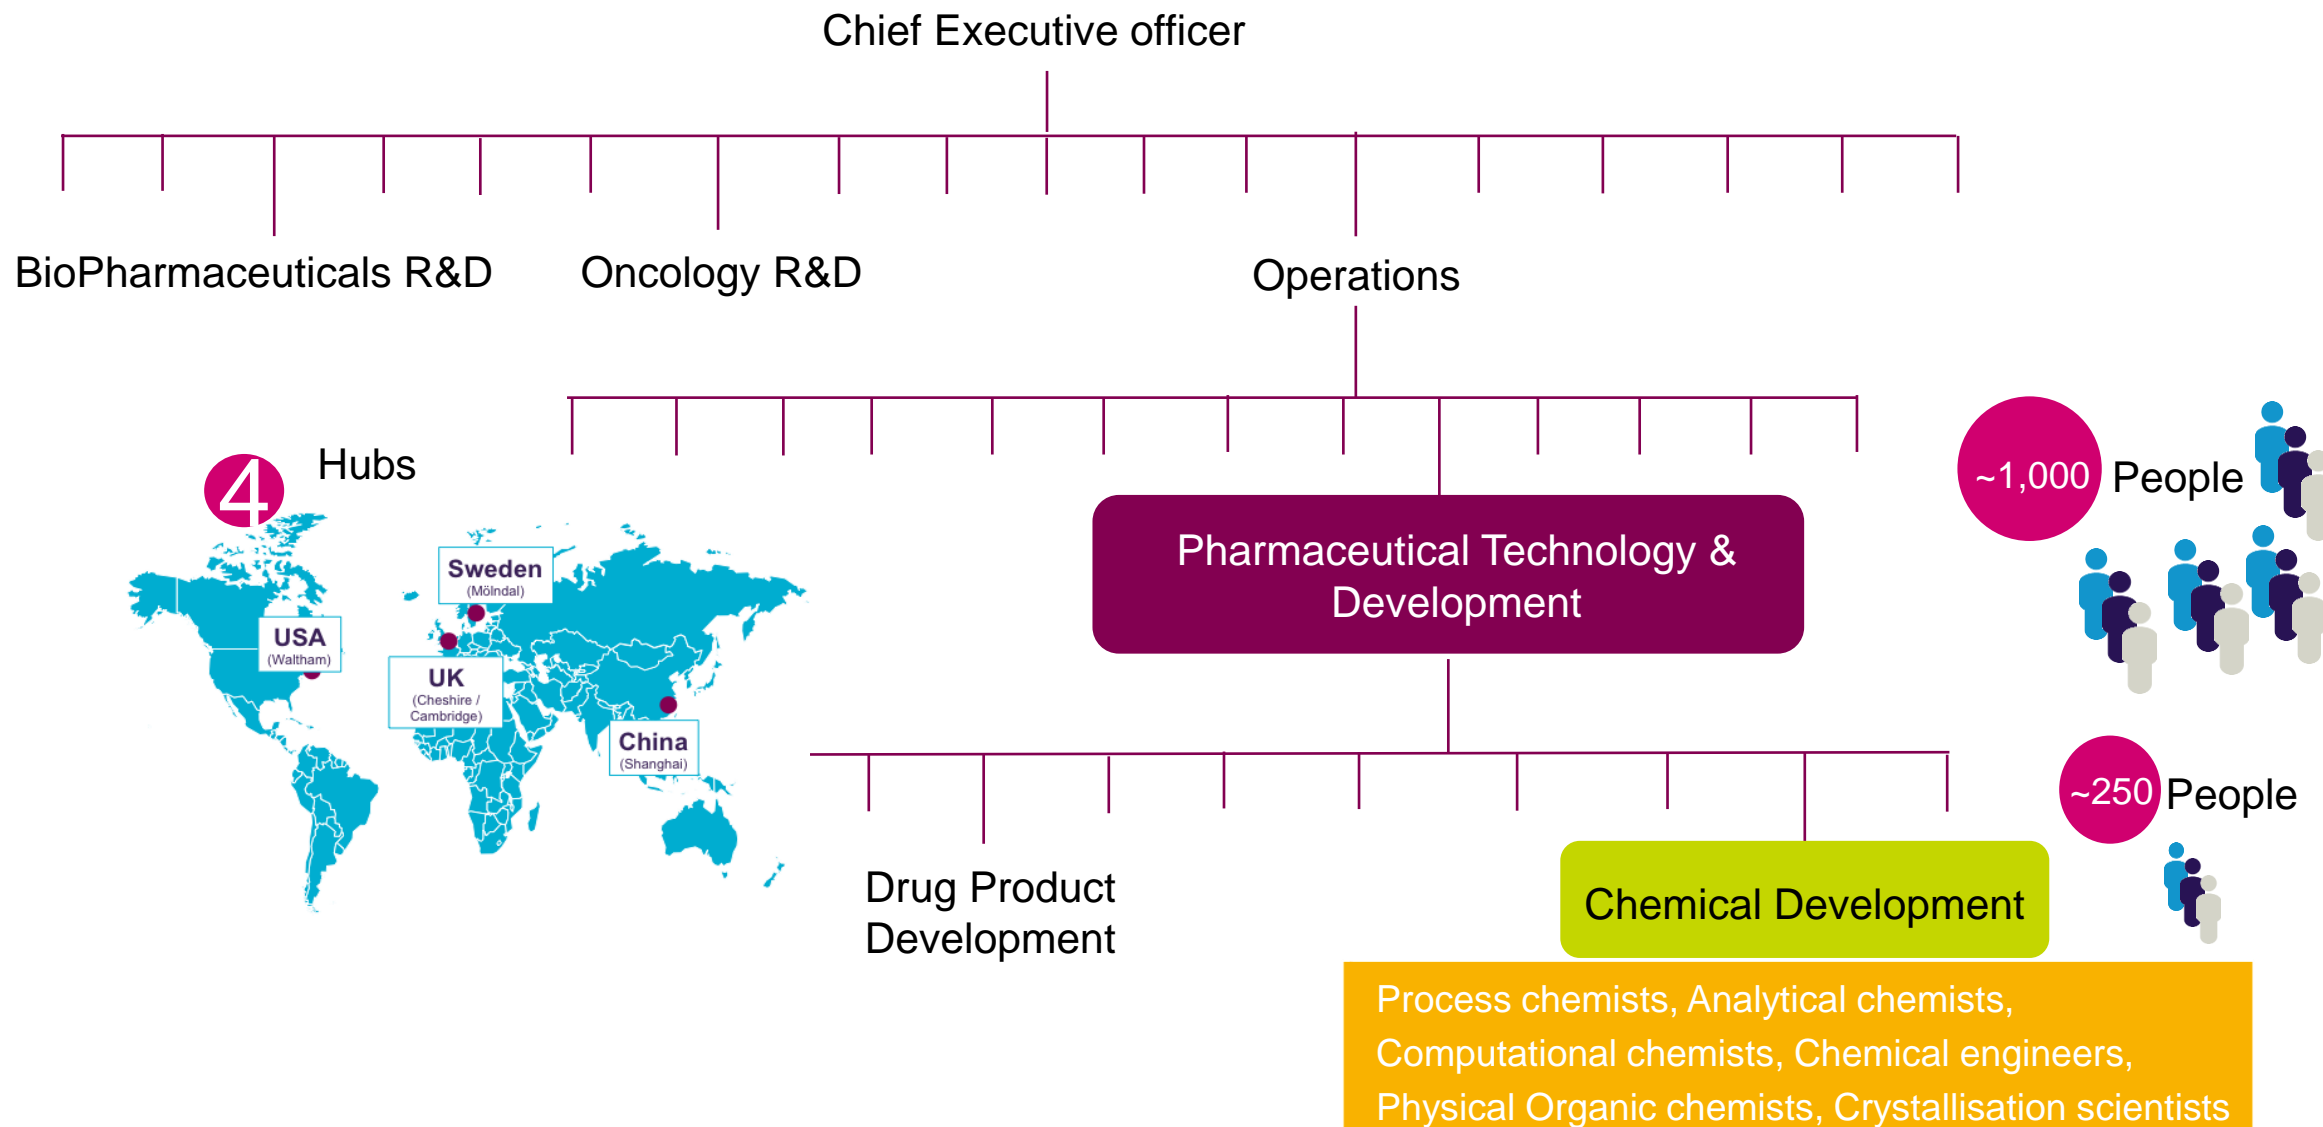 Chief Executive officer
BioPharmaceuticals R&D
Oncology R&D
Operations
4
Hubs
Sweden
(Mölndal)
USA
(Waltham)
UK
(Cheshire /
Cambridge)
China
(Shanghai)
Pharmaceutical Technology &
Development
~1,000
People
~250
People
Drug Product
Development
Chemical Development
Process chemists, Analytical chemists,
Computational chemists, Chemical engineers,
Physical Organic chemists, Crystallisation scientists